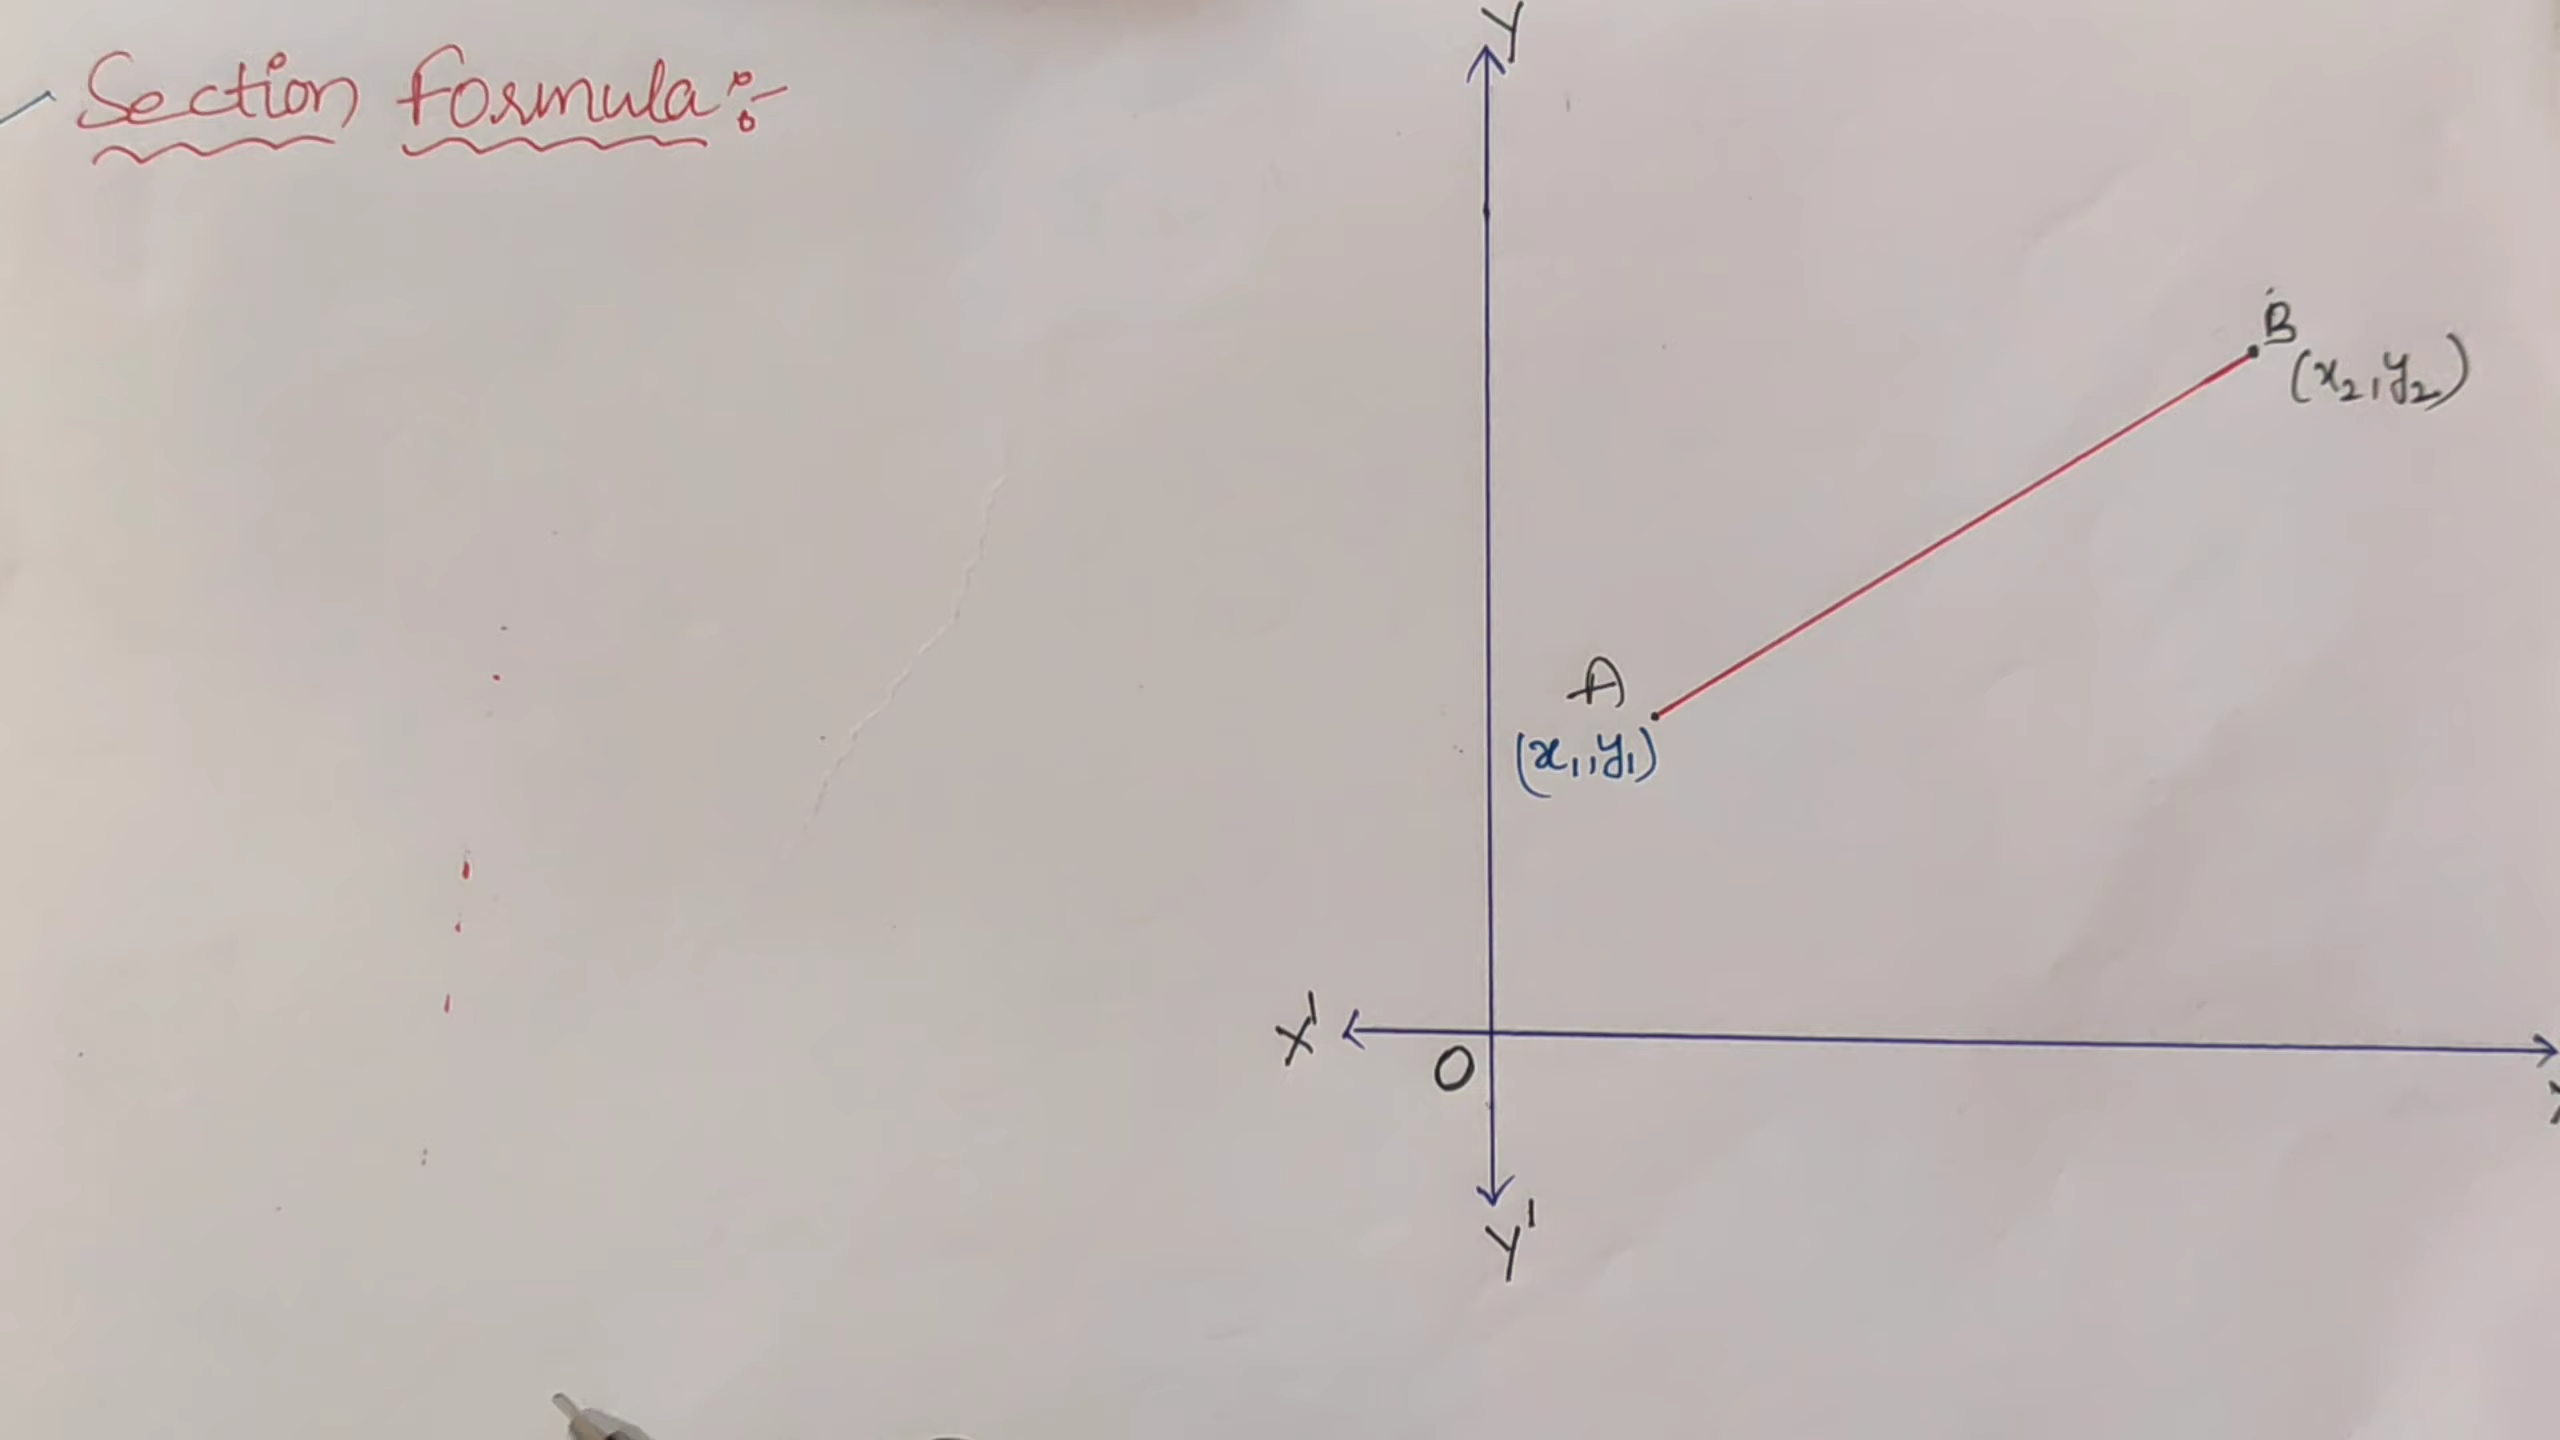 Section Formula:-
Y
B
(x₂,y₂)
A
(x₁,y₁)
X'
O
Y'